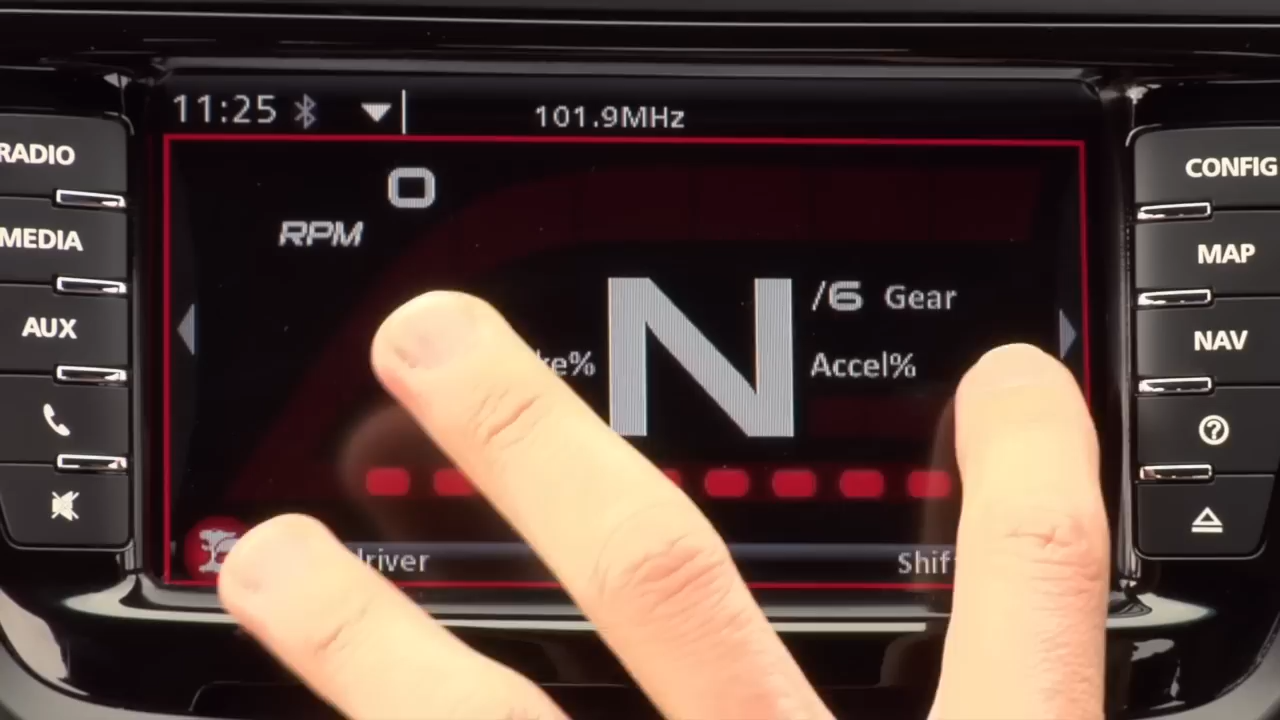 11:25 101.9MHz
RADIO
MEDIA
AUX
0
RPM
N /6 Gear
Accel%
CONFIG
MAP
NAV